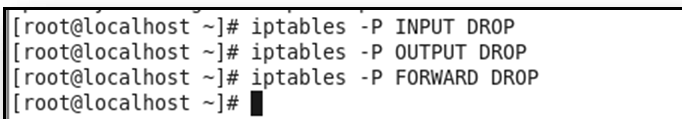 [root@localhost ~]# iptables -P INPUT DROP
[root@localhost ~]# iptables -P OUTPUT DROP
[root@localhost ~]# iptables -P FORWARD DROP
[root@localhost ~]#